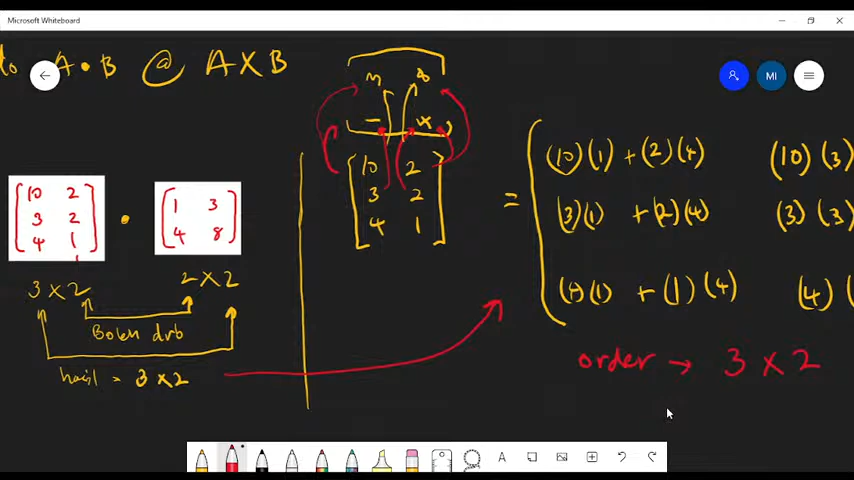 Microsoft Whiteboard
to A • B @ A X B
MI
[10 2
3 2
4 1]
•
[1 3
4 8]
3 X 2
2 X 2
Boleh drb
hasil = 3 X 2
[10 2
3 2
4 1]
=
(10)(1) + (2)(4) (10)(3)
(3)(1) + (2)(4) (3)(3)
(4)(1) + (1)(4) (4)(
order → 3 X 2
A